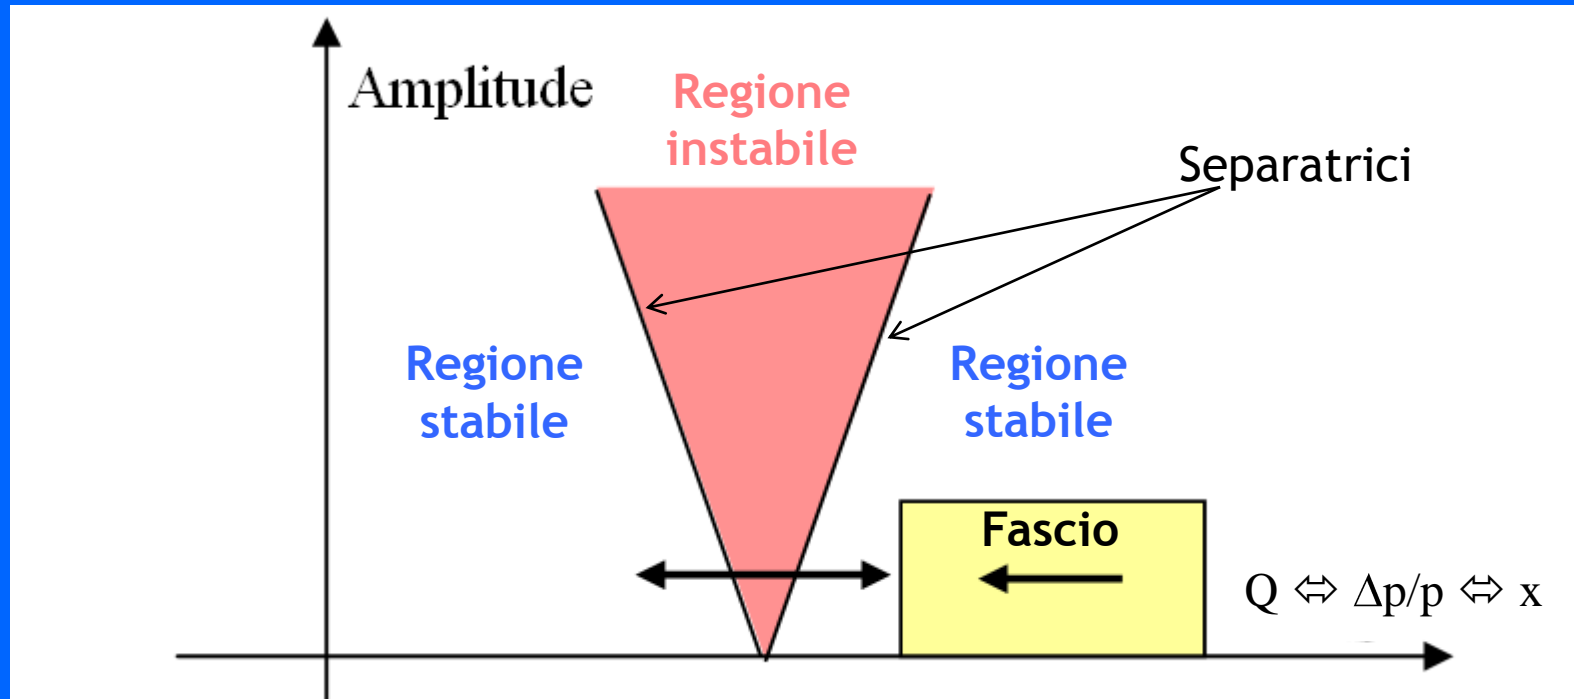 Amplitude
Regione
instabile
Separatrici
Regione
stabile
Regione
stabile
Fascio
Q ⇔ Δp/p ⇔ x